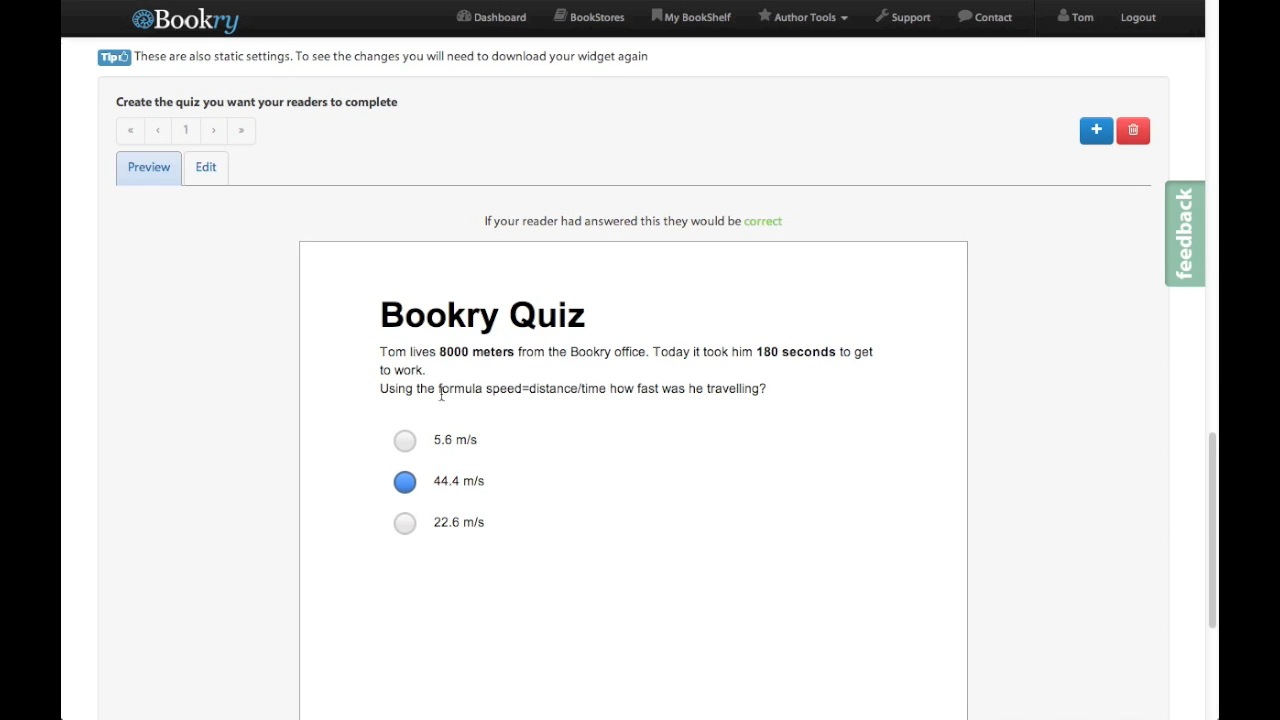 Bookry
Dashboard BookStores My BookShelf Author Tools Support Contact Tom Logout
Tip These are also static settings. To see the changes you will need to download your widget again
Create the quiz you want your readers to complete
« ‹ 1 › »
+
Preview Edit
feedback
If your reader had answered this they would be correct
Bookry Quiz
Tom lives 8000 meters from the Bookry office. Today it took him 180 seconds to get
to work.
Using the formula speed=distance/time how fast was he travelling?
5.6 m/s
44.4 m/s
22.6 m/s